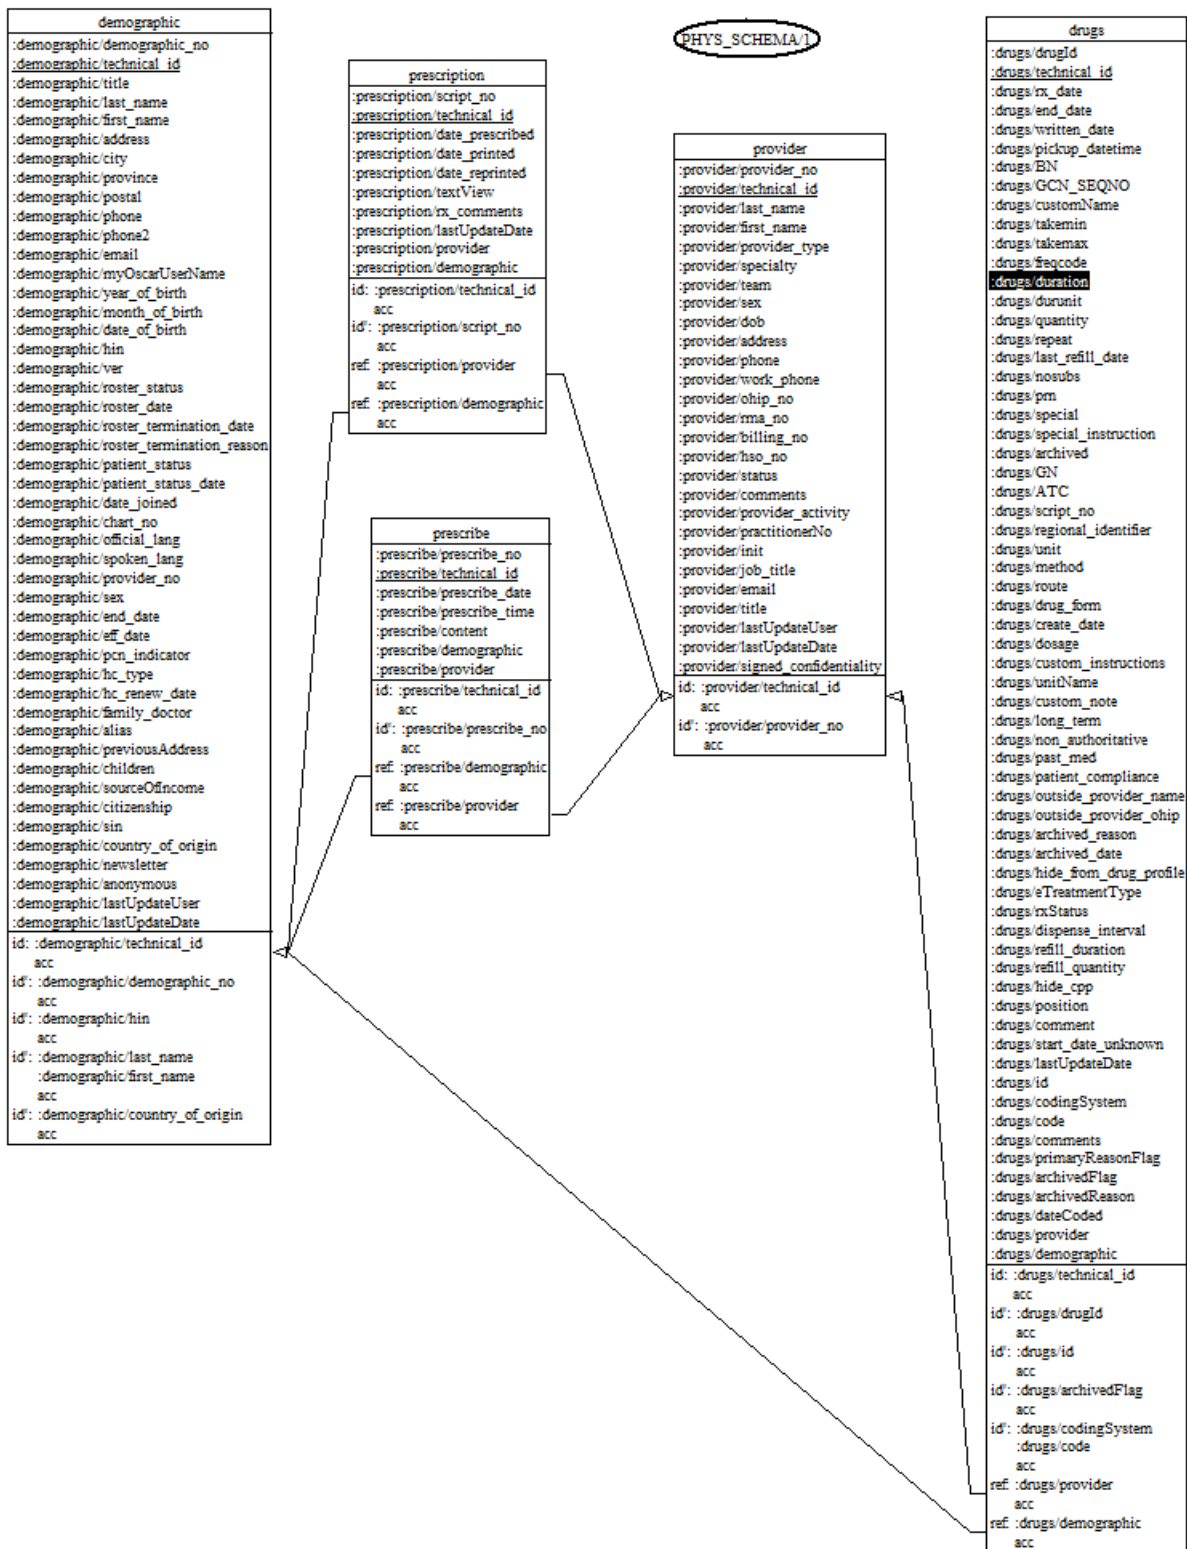 demographic
:demographic/demographic_no
:demographic/technical_id
:demographic/title
:demographic/last_name
:demographic/first_name
:demographic/address
:demographic/city
:demographic/province
:demographic/postal
:demographic/phone
:demographic/phone2
:demographic/email
:demographic/myOscarUserName
:demographic/year_of_birth
:demographic/month_of_birth
:demographic/date_of_birth
:demographic/hin
:demographic/ver
:demographic/roster_status
:demographic/roster_date
:demographic/roster_termination_date
:demographic/roster_termination_reason
:demographic/patient_status
:demographic/patient_status_date
:demographic/date_joined
:demographic/chart_no
:demographic/official_lang
:demographic/spoken_lang
:demographic/provider_no
:demographic/sex
:demographic/end_date
:demographic/eff_date
:demographic/pcn_indicator
:demographic/hc_type
:demographic/hc_renew_date
:demographic/family_doctor
:demographic/alias
:demographic/previousAddress
:demographic/children
:demographic/sourceOfIncome
:demographic/citizenship
:demographic/sin
:demographic/country_of_origin
:demographic/newsletter
:demographic/anonymous
:demographic/lastUpdateUser
:demographic/lastUpdateDate
id: :demographic/technical_id
acc
id': :demographic/demographic_no
acc
id': :demographic/hin
acc
id': :demographic/last_name
:demographic/first_name
acc
id': :demographic/country_of_origin
acc
prescription
:prescription/script_no
:prescription/technical_id
:prescription/date_prescribed
:prescription/date_printed
:prescription/date_reprinted
:prescription/textView
:prescription/rx_comments
:prescription/lastUpdateDate
:prescription/provider
:prescription/demographic
id: :prescription/technical_id
acc
id': :prescription/script_no
acc
ref: :prescription/provider
acc
ref: :prescription/demographic
acc
prescribe
:prescribe/prescribe_no
:prescribe/technical_id
:prescribe/prescribe_date
:prescribe/prescribe_time
:prescribe/content
:prescribe/demographic
:prescribe/provider
id: :prescribe/technical_id
acc
id': :prescribe/prescribe_no
acc
ref: :prescribe/demographic
acc
ref: :prescribe/provider
acc
PHYS_SCHEMA/1
provider
:provider/provider_no
:provider/technical_id
:provider/last_name
:provider/first_name
:provider/provider_type
:provider/specialty
:provider/team
:provider/sex
:provider/dob
:provider/address
:provider/phone
:provider/work_phone
:provider/ohip_no
:provider/rma_no
:provider/billing_no
:provider/hso_no
:provider/status
:provider/comments
:provider/provider_activity
:provider/practitionerNo
:provider/init
:provider/job_title
:provider/email
:provider/title
:provider/lastUpdateUser
:provider/lastUpdateDate
:provider/signed_confidentiality
id: :provider/technical_id
acc
id': :provider/provider_no
acc
drugs
:drugs/drugId
:drugs/technical_id
:drugs/rx_date
:drugs/end_date
:drugs/written_date
:drugs/pickup_datetime
:drugs/BN
:drugs/GCN_SEQNO
:drugs/customName
:drugs/takemin
:drugs/takemax
:drugs/freqcode
:drugs/duration
:drugs/durunit
:drugs/quantity
:drugs/repeat
:drugs/last_refill_date
:drugs/nosubs
:drugs/prn
:drugs/special
:drugs/special_instruction
:drugs/archived
:drugs/GN
:drugs/ATC
:drugs/script_no
:drugs/regional_identifier
:drugs/unit
:drugs/method
:drugs/route
:drugs/drug_form
:drugs/create_date
:drugs/dosage
:drugs/custom_instructions
:drugs/unitName
:drugs/custom_note
:drugs/long_term
:drugs/non_authoritative
:drugs/past_med
:drugs/patient_compliance
:drugs/outside_provider_name
:drugs/outside_provider_ohip
:drugs/archived_reason
:drugs/archived_date
:drugs/hide_from_drug_profile
:drugs/eTreatmentType
:drugs/rxStatus
:drugs/dispense_interval
:drugs/refill_duration
:drugs/refill_quantity
:drugs/hide_cpp
:drugs/position
:drugs/comment
:drugs/start_date_unknown
:drugs/lastUpdateDate
:drugs/id
:drugs/codingSystem
:drugs/code
:drugs/comments
:drugs/primaryReasonFlag
:drugs/archivedFlag
:drugs/archivedReason
:drugs/dateCoded
:drugs/provider
:drugs/demographic
id: :drugs/technical_id
acc
id': :drugs/drugId
acc
id': :drugs/id
acc
id': :drugs/archivedFlag
acc
id': :drugs/codingSystem
:drugs/code
acc
ref: :drugs/provider
acc
ref: :drugs/demographic
acc